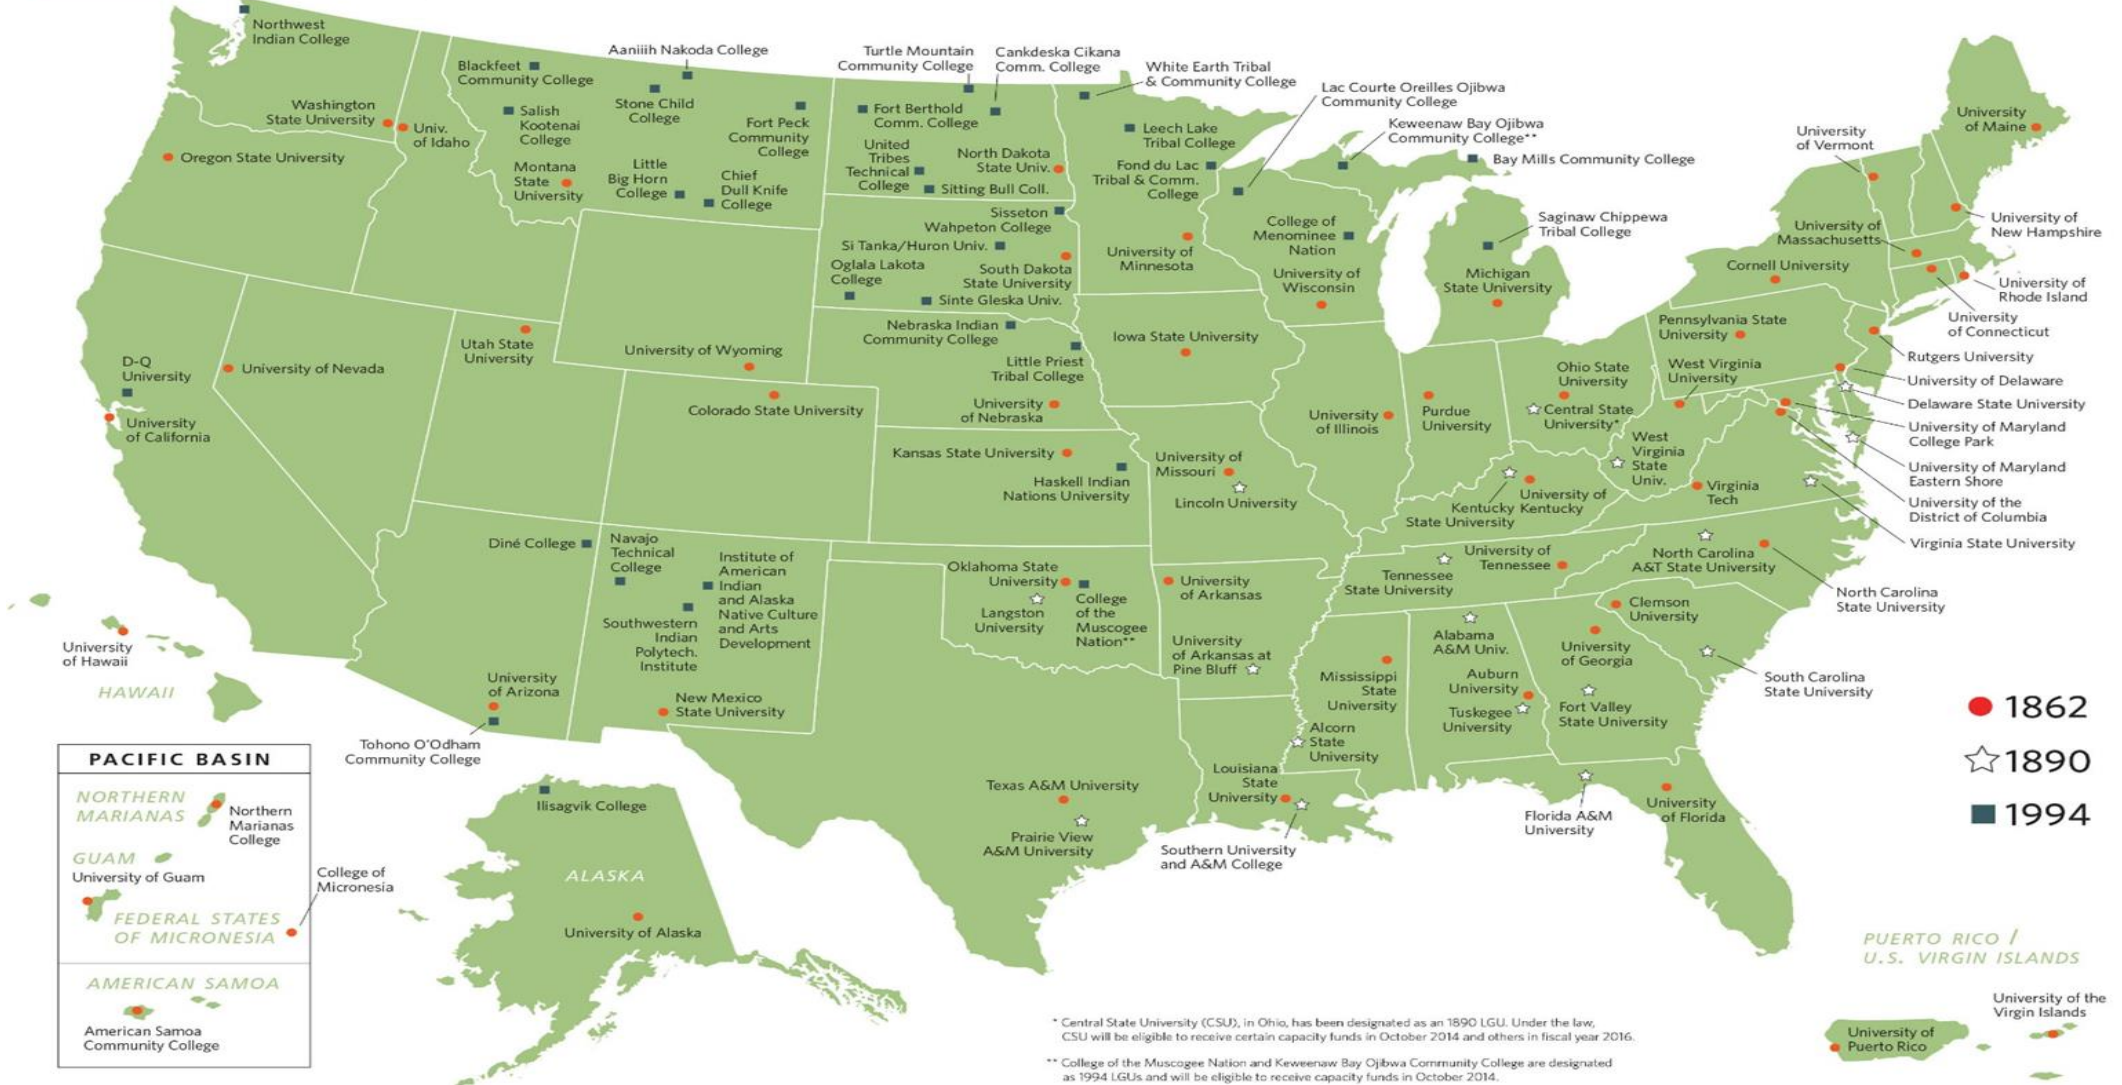 Northwest
Indian College
Washington
State University
Univ.
of Idaho
Oregon State University
Blackfeet
Community College
Salish
Kootenai
College
Montana
State
University
Aaniiih Nakoda College
Stone Child
College
Fort Peck
Community
College
Little
Big Horn
College
Chief
Dull Knife
College
Turtle Mountain
Community College
Cankdeska Cikana
Comm. College
Fort Berthold
Comm. College
United
Tribes
Technical
College
North Dakota
State Univ.
Sitting Bull Coll.
Sisseton
Wahpeton College
Si Tanka/Huron Univ.
Oglala Lakota
College
South Dakota
State University
Sinte Gleska Univ.
White Earth Tribal
& Community College
Leech Lake
Tribal College
Fond du Lac
Tribal & Comm.
College
University of
Minnesota
Lac Courte Oreilles Ojibwa
Community College
Keweenaw Bay Ojibwa
Community College**
Bay Mills Community College
College of
Menominee
Nation
University of
Wisconsin
Saginaw Chippewa
Tribal College
Michigan
State University
University
of Maine
University
of Vermont
University of
New Hampshire
University of
Massachusetts
Cornell University
University of
Rhode Island
University
of Connecticut
Pennsylvania State
University
Rutgers University
University of Delaware
Delaware State University
University of Maryland
College Park
University of Maryland
Eastern Shore
University of the
District of Columbia
Virginia State University
West Virginia
University
West
Virginia
State
Univ.
Virginia
Tech
Ohio State
University
Central State
University*
Purdue
University
University
of Illinois
Iowa State University
Nebraska Indian
Community College
Little Priest
Tribal College
University
of Nebraska
Kansas State University
Haskell Indian
Nations University
University of
Missouri
Lincoln University
Kentucky
State University
University of
Kentucky
Utah State
University
University of Wyoming
Colorado State University
University of Nevada
D-Q
University
University
of California
Diné College
Navajo
Technical
College
Institute of
American
Indian
and Alaska
Native Culture
and Arts
Development
Southwestern
Indian
Polytech.
Institute
New Mexico
State University
University
of Arizona
Tohono O'Odham
Community College
Oklahoma State
University
Langston
University
College
of the
Muscogee
Nation**
University
of Arkansas
University
of Arkansas at
Pine Bluff
Tennessee
State University
University of
Tennessee
North Carolina
A&T State University
North Carolina
State University
Clemson
University
South Carolina
State University
University
of Georgia
Fort Valley
State University
Alabama
A&M Univ.
Auburn
University
Tuskegee
University
Mississippi
State
University
Alcorn
State
University
Louisiana
State
University
Southern University
and A&M College
Texas A&M University
Prairie View
A&M University
Florida A&M
University
University
of Florida
University
of Hawaii
HAWAII
PACIFIC BASIN
NORTHERN
MARIANAS
Northern
Marianas
College
GUAM
University of Guam
College of
Micronesia
FEDERAL STATES
OF MICRONESIA
AMERICAN SAMOA
American Samoa
Community College
Ilisagvik College
ALASKA
University of Alaska
1862
1890
1994
PUERTO RICO /
U.S. VIRGIN ISLANDS
University of the
Virgin Islands
University of
Puerto Rico
* Central State University (CSU), in Ohio, has been designated as an 1890 LGU. Under the law,
CSU will be eligible to receive certain capacity funds in October 2014 and others in fiscal year 2016.
** College of the Muscogee Nation and Keweenaw Bay Ojibwa Community College are designated
as 1994 LGUs and will be eligible to receive capacity funds in October 2014.